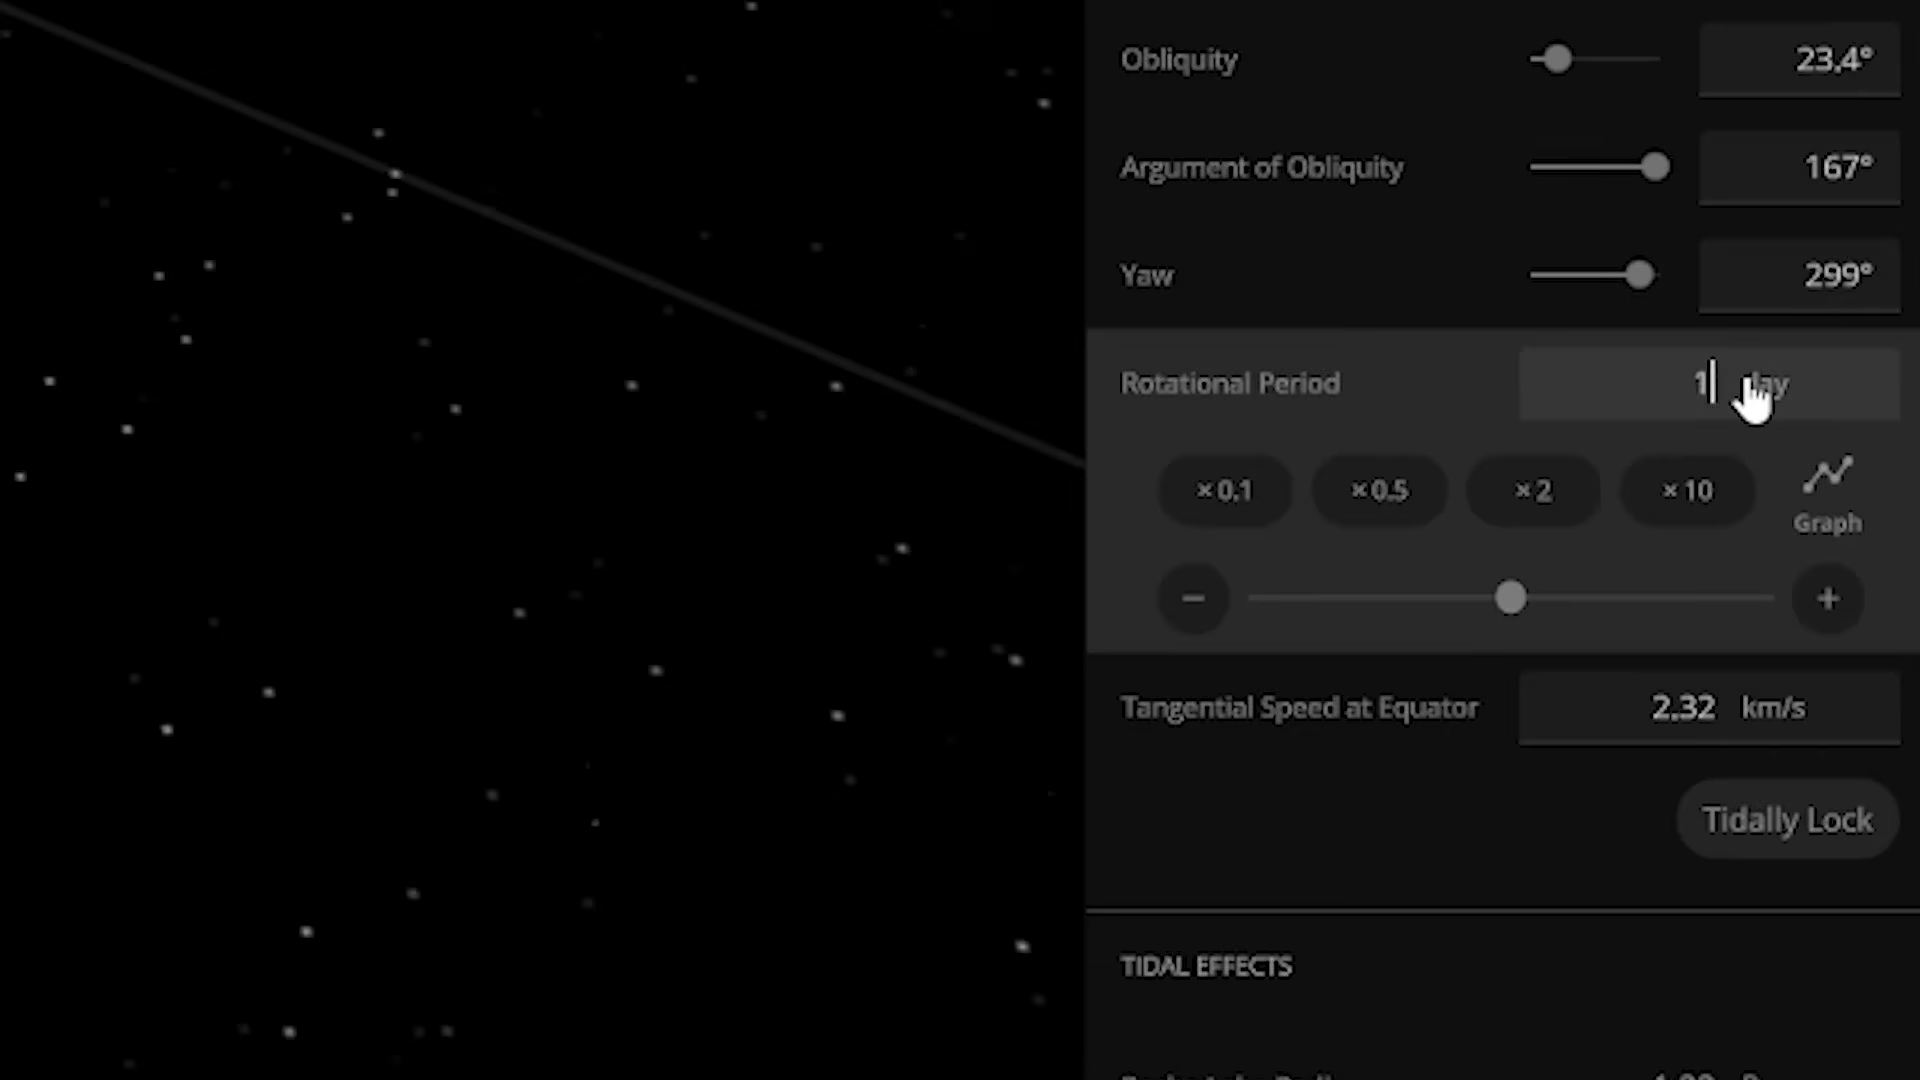 Obliquity 23.4°
Argument of Obliquity 167°
Yaw 299°
Rotational Period 1
×0.1 ×0.5 ×2 ×10
Graph
− +
Tangential Speed at Equator 2.32 km/s
Tidally Lock
TIDAL EFFECTS